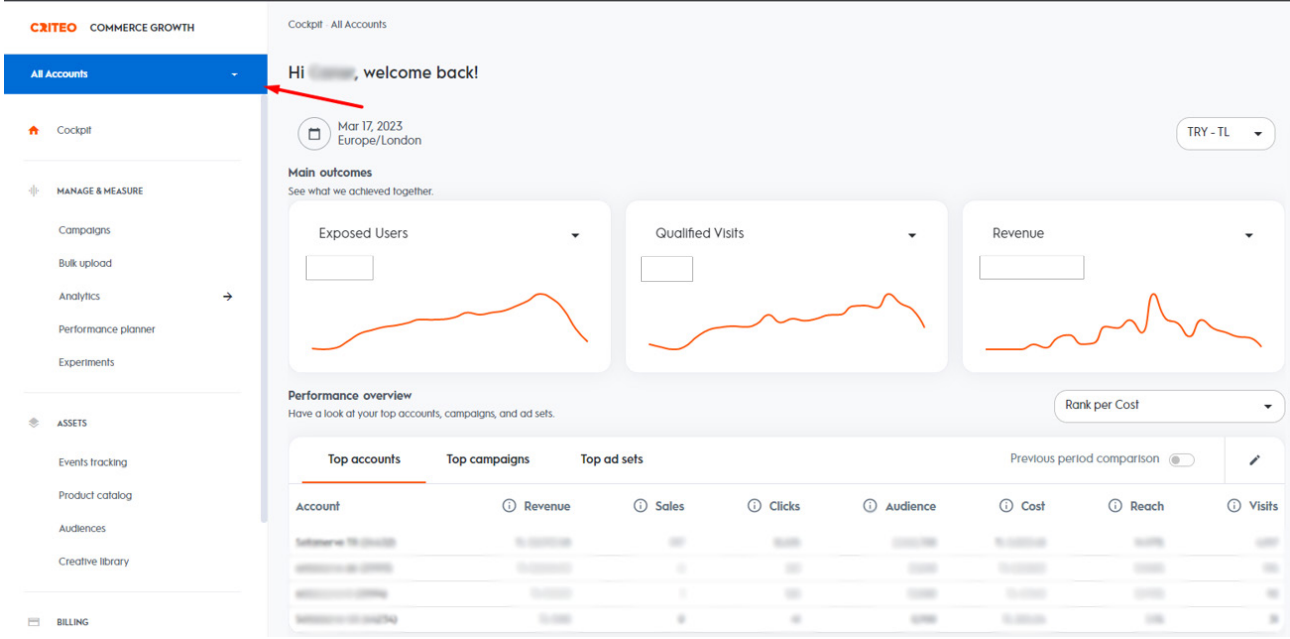 CRITEO COMMERCE GROWTH
All Accounts
Cockpit
MANAGE & MEASURE
Campaigns
Bulk upload
Analytics
Performance planner
Experiments
ASSETS
Events tracking
Product catalog
Audiences
Creative library
BILLING
Cockpit All Accounts
Hi , welcome back!
Mar 17, 2023
Europe/London
TRY - TL
Main outcomes
See what we achieved together.
Exposed Users
Qualified Visits
Revenue
Performance overview
Have a look at your top accounts, campaigns, and ad sets.
Rank per Cost
Top accounts Top campaigns Top ad sets Previous period comparison
Account Revenue Sales Clicks Audience Cost Reach Visits